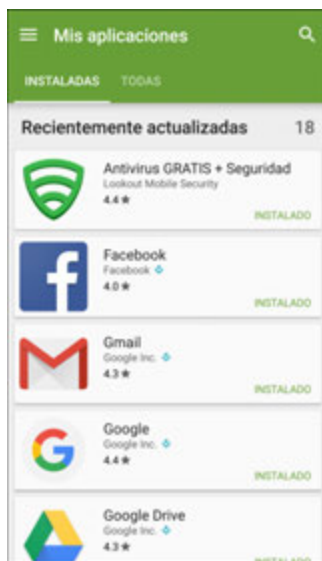 Mis aplicaciones
INSTALADAS TODAS
Recientemente actualizadas 18
Antivirus GRATIS + Seguridad
Lookout Mobile Security
4.4 ★
INSTALADO
Facebook
Facebook
4.0 ★
INSTALADO
Gmail
Google Inc.
4.3 ★
INSTALADO
Google
Google Inc.
4.4 ★
INSTALADO
Google Drive
Google Inc.
4.3 ★
INSTALADO